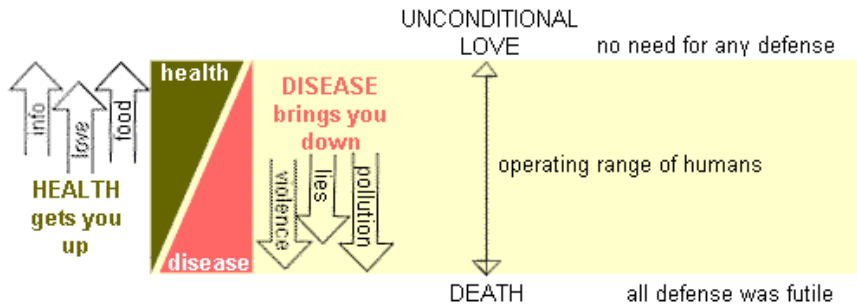 UNCONDITIONAL
LOVE
no need for any defense
health
info
love
food
DISEASE
brings you
down
violence
lies
pollution
operating range of humans
HEALTH
gets you
up
disease
DEATH
all defense was futile